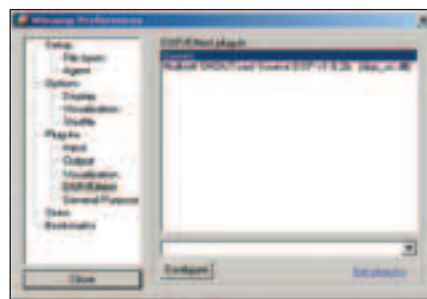 Winamp Preferences
Setup
File types
Agent
Options
Display
Visualization
Shuffle
Plug-ins
Input
Output
Visualization
DSP/Effect
General Purpose
Skins
Bookmarks
Close
DSP/Effect plug-in
Configure